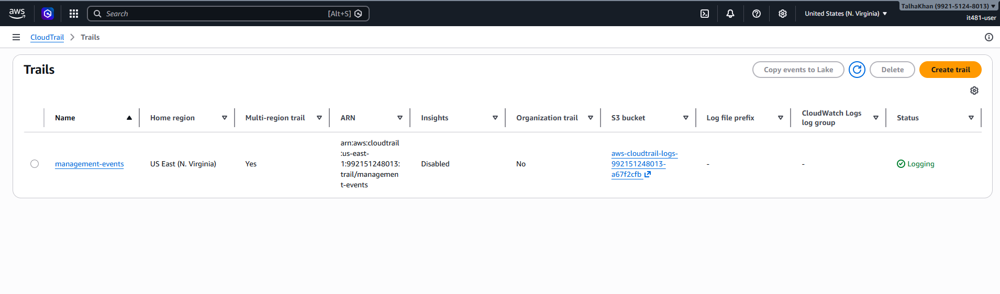 aws
Search
[Alt+S]
United States (N. Virginia)
TalhaKhan (9921-5124-8013)
it481-user
CloudTrail
Trails
Trails
Copy events to Lake
Delete
Create trail
Name
Home region
Multi-region trail
ARN
Insights
Organization trail
S3 bucket
Log file prefix
CloudWatch Logs
log group
Status
management-events
US East (N. Virginia)
Yes
arn:aws:cloudtrail
:us-east-
1:992151248013:
trail/managemen
t-events
Disabled
No
aws-cloudtrail-logs-
992151248013-
a67f2cfb
-
-
Logging